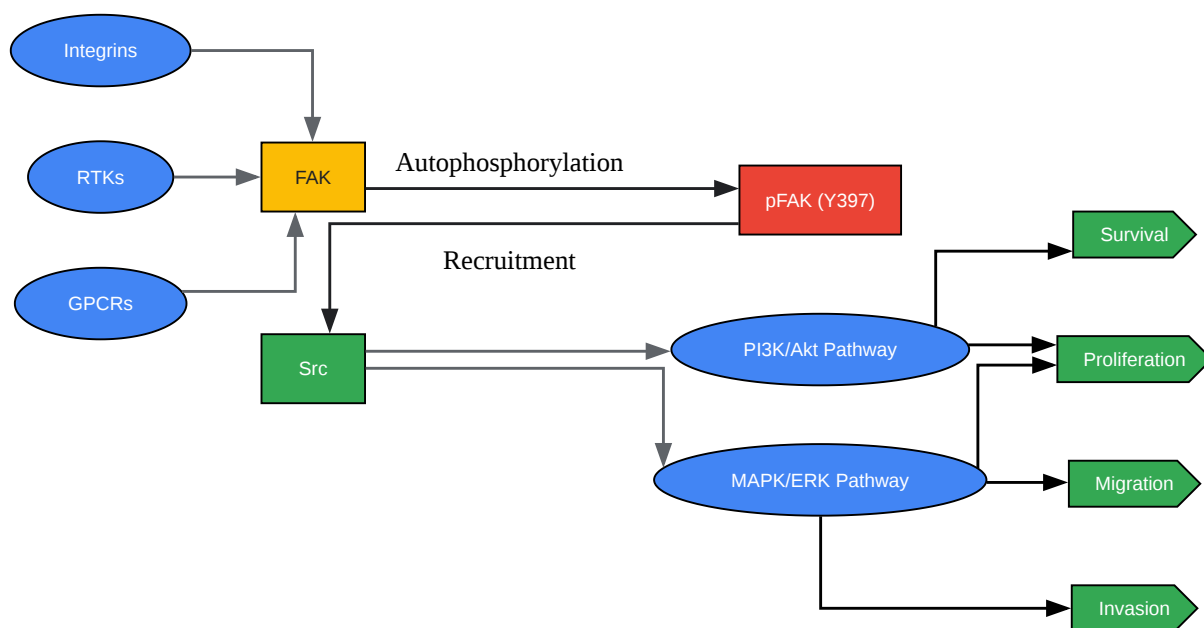 Integrins
RTKs
GPCRs
FAK
Autophosphorylation
pFAK (Y397)
Recruitment
Src
PI3K/Akt Pathway
MAPK/ERK Pathway
Survival
Proliferation
Migration
Invasion